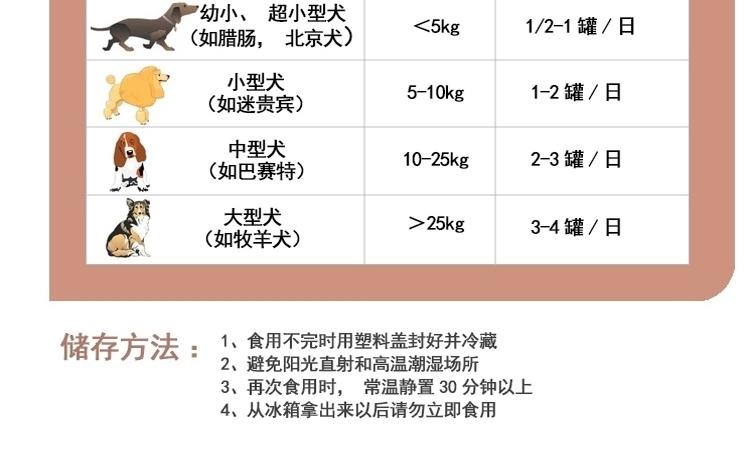 幼小、 超小型犬
（如腊肠， 北京犬）
＜5kg
1/2-1 罐 / 日
小型犬
（如迷贵宾）
5-10kg
1-2 罐 / 日
中型犬
（如巴赛特）
10-25kg
2-3 罐 / 日
大型犬
（如牧羊犬）
＞25kg
3-4 罐 / 日
储存方法：
1、食用不完时用塑料盖封好并冷藏
2、避免阳光直射和高温潮湿场所
3、再次食用时， 常温静置 30 分钟以上
4、从冰箱拿出来以后请勿立即食用